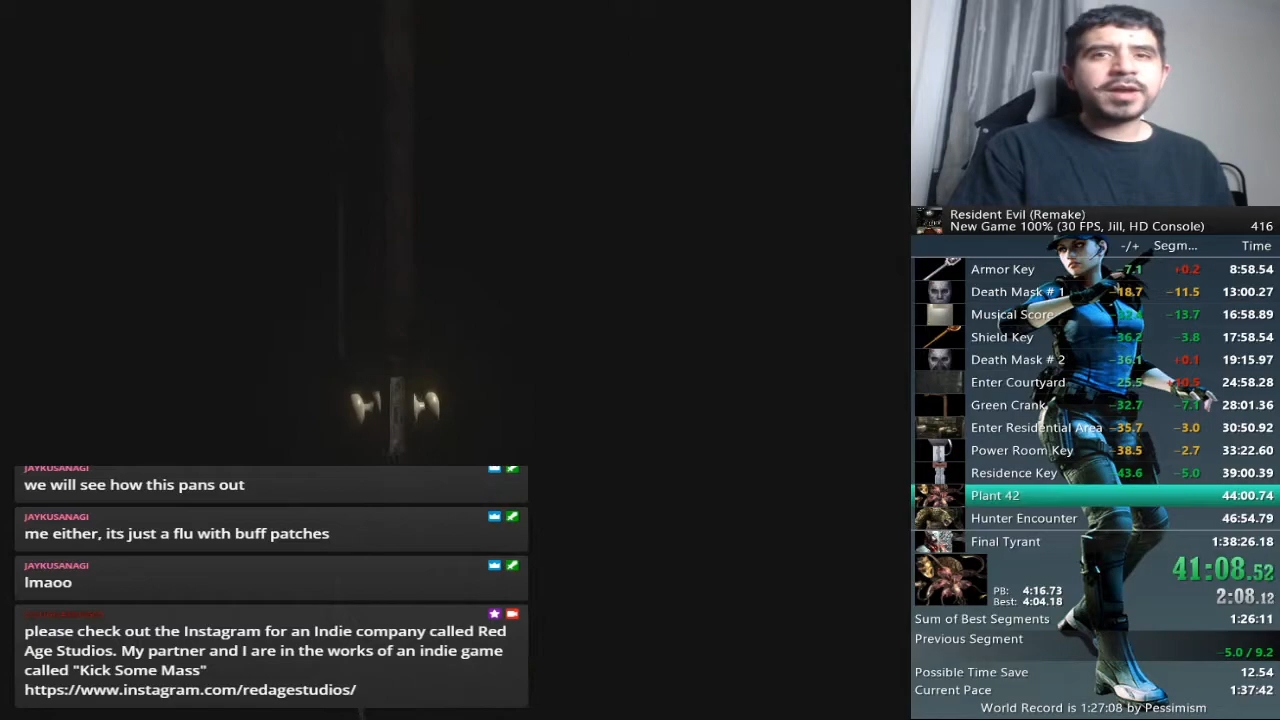 JAYKUSANAGI
we will see how this pans out
JAYKUSANAGI
me either, its just a flu with buff patches
JAYKUSANAGI
lmaoo
please check out the Instagram for an Indie company called Red
Age Studios. My partner and I are in the works of an indie game
called "Kick Some Mass"
https://www.instagram.com/redagestudios/
Resident Evil (Remake)
New Game 100% (30 FPS, Jill, HD Console) 416
-/+ Segm... Time
Armor Key -7.1 +0.2 8:58.54
Death Mask # 1 -18.7 -11.5 13:00.27
Musical Score -13.7 16:58.89
Shield Key -36.2 -3.8 17:58.54
Death Mask # 2 -36.1 +0.1 19:15.97
Enter Courtyard -25.5 +10.5 24:58.28
Green Crank -32.7 -7.1 28:01.36
Enter Residential Area -35.7 -3.0 30:50.92
Power Room Key -38.5 -2.7 33:22.60
Residence Key -43.6 -5.0 39:00.39
Plant 42 44:00.74
Hunter Encounter 46:54.79
Final Tyrant 1:38:26.18
41:08.52
PB: 4:16.73
Best: 4:04.18
2:08.12
Sum of Best Segments 1:26:11
Previous Segment
-5.0 / 9.2
Possible Time Save 12.54
Current Pace 1:37:42
World Record is 1:27:08 by Pessimism